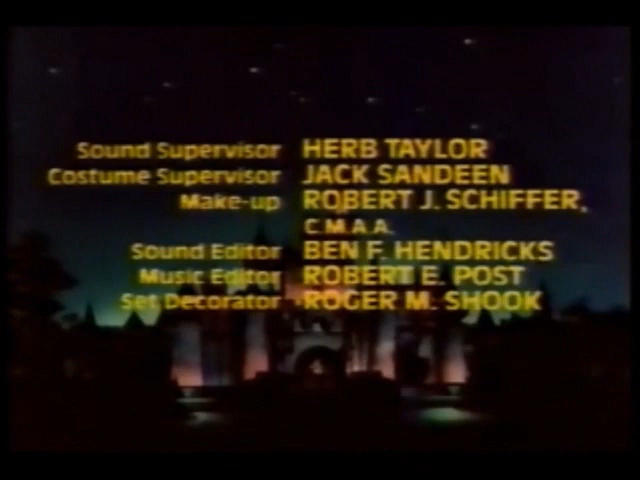 Sound Supervisor HERB TAYLOR
Costume Supervisor JACK SANDEEN
Make-up ROBERT J. SCHIFFER,
C.M.A.A.
Sound Editor BEN F. HENDRICKS
Music Editor ROBERT E. POST
Set Decorator ROGER M. SHOOK